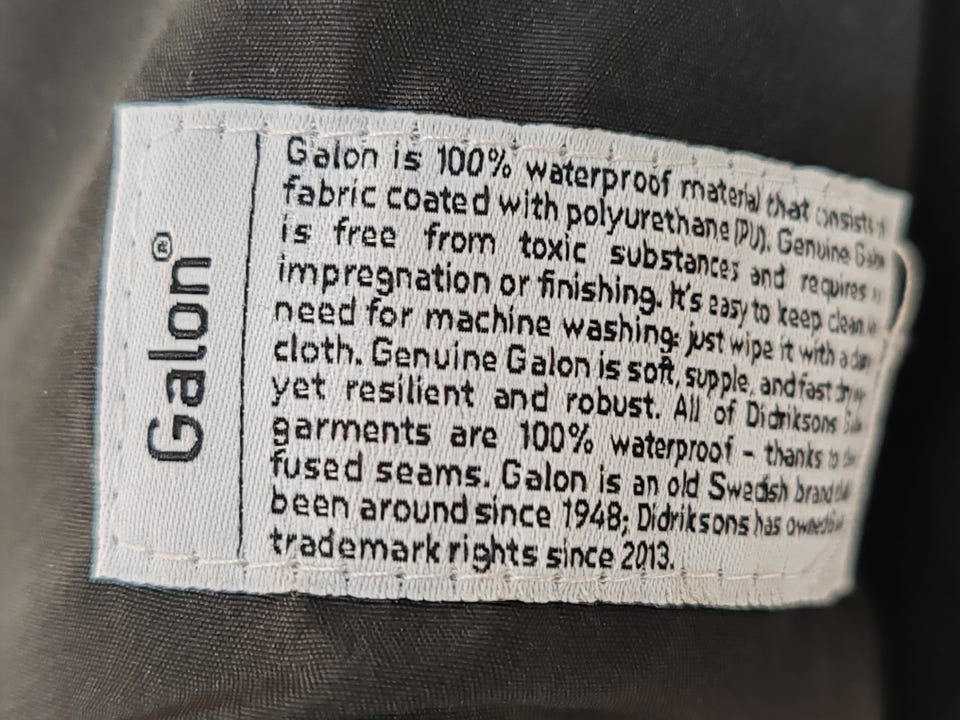 Galon®
Galon is 100% waterproof material that consists of
fabric coated with polyurethane (PU). Genuine Galon
is free from toxic substances and requires
impregnation or finishing. It's easy to keep clean
need for machine washing: just wipe it with a
cloth. Genuine Galon is soft, supple, and fast
yet resilient and robust. All of Didriksons
garments are 100% waterproof - thanks to
fused seams. Galon is an old Swedish brand
been around since 1948; Didriksons has owned
trademark rights since 2013.